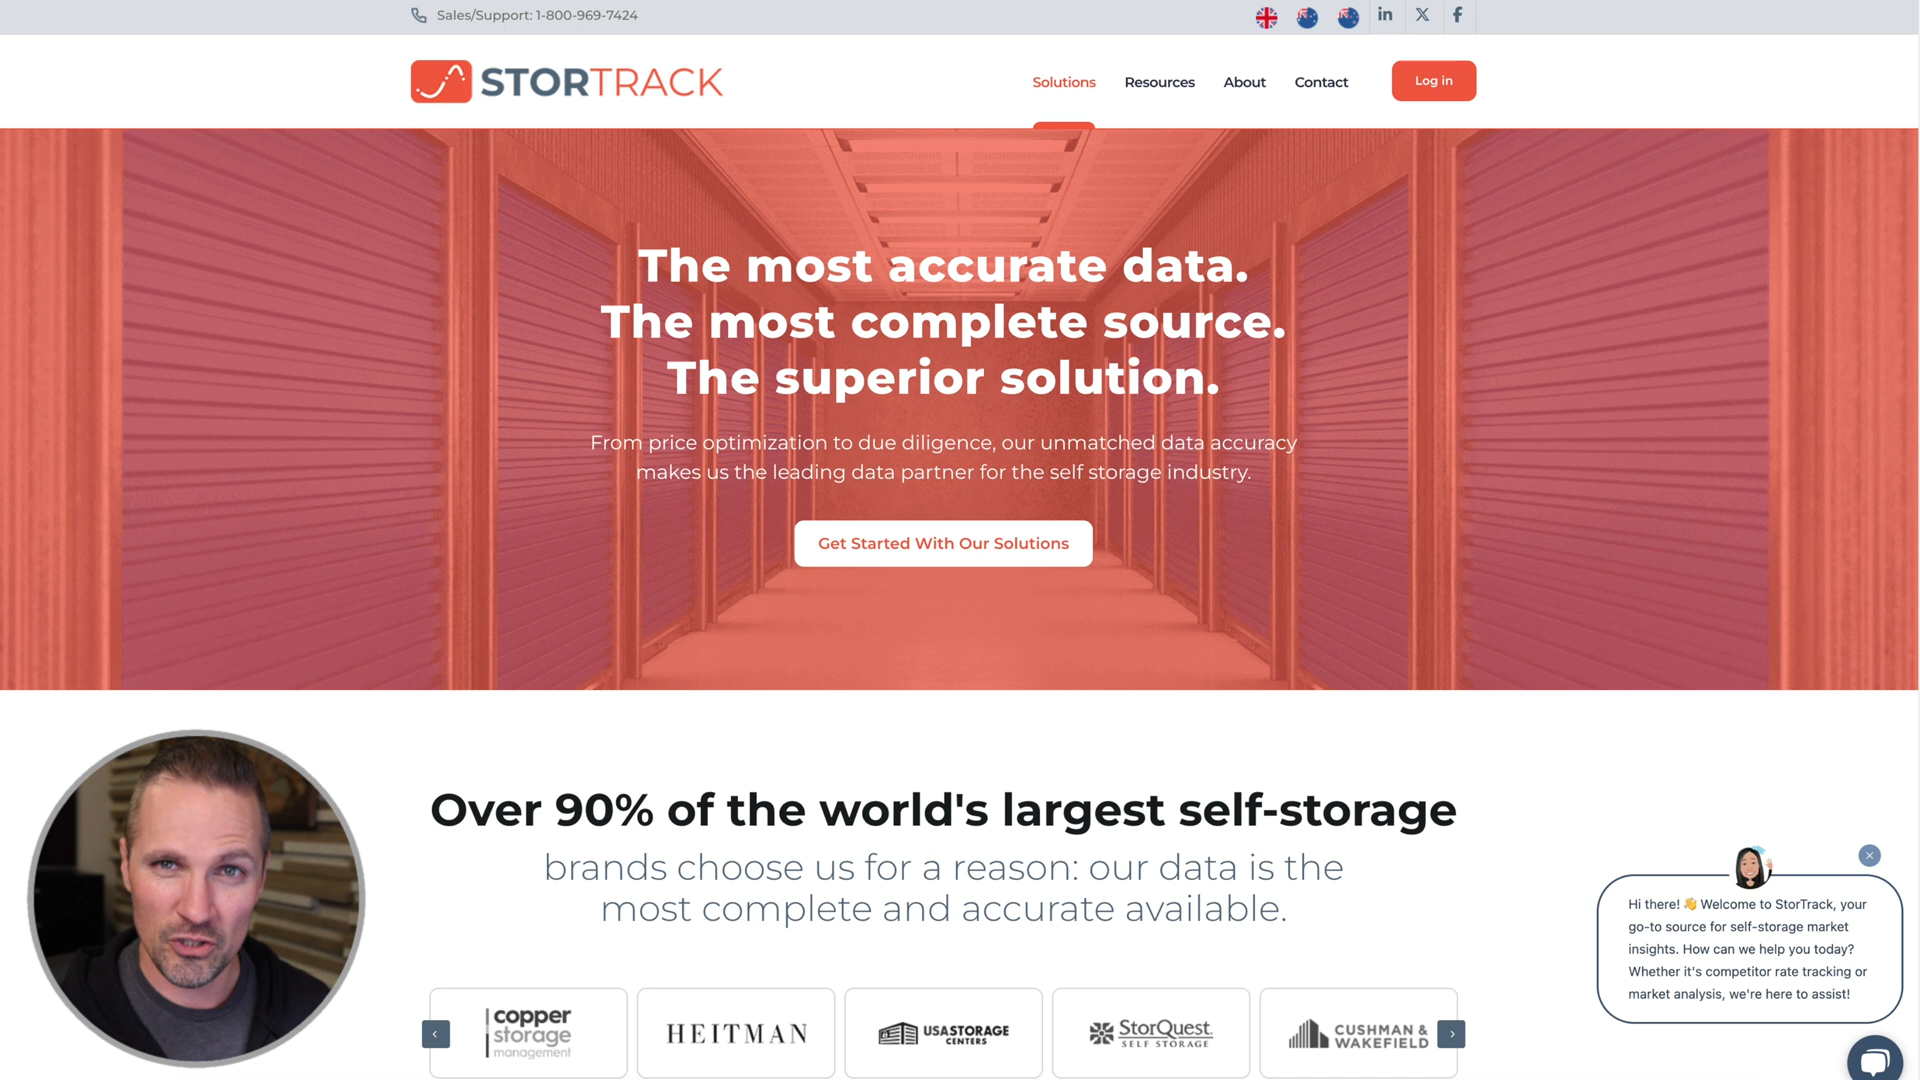 Sales/Support: 1-800-969-7424
STORTRACK
Solutions
Resources
About
Contact
Log in
The most accurate data.
The most complete source.
The superior solution.
From price optimization to due diligence, our unmatched data accuracy
makes us the leading data partner for the self storage industry.
Get Started With Our Solutions
Over 90% of the world's largest self-storage
brands choose us for a reason: our data is the
most complete and accurate available.
copper
storage
management
HEITMAN
USA STORAGE
CENTERS
StorQuest
SELF STORAGE
CUSHMAN &
WAKEFIELD
Hi there! 👋 Welcome to StorTrack, your
go-to source for self-storage market
insights. How can we help you today?
Whether it's competitor rate tracking or
market analysis, we're here to assist!